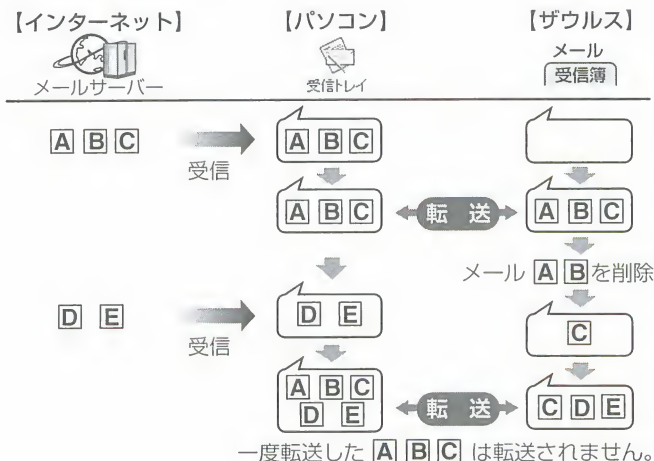 【インターネット】 【パソコン】 【ザウルス】
メールサーバー 受信トレイ メール
受信簿
A B C A B C
受信
A B C 転 送 A B C
メール A B を削除
D E D E
受信 C
A B C
D E 転 送 C D E
一度転送した A B C は転送されません。